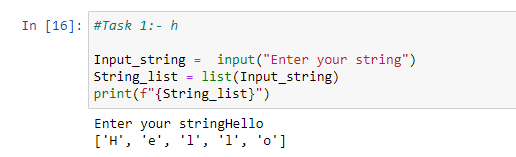 In [16]: #Task 1:- h
Input_string =  input("Enter your string")
String_list = list(Input_string)
print(f"{String_list}")
Enter your stringHello
['H', 'e', 'l', 'l', 'o']